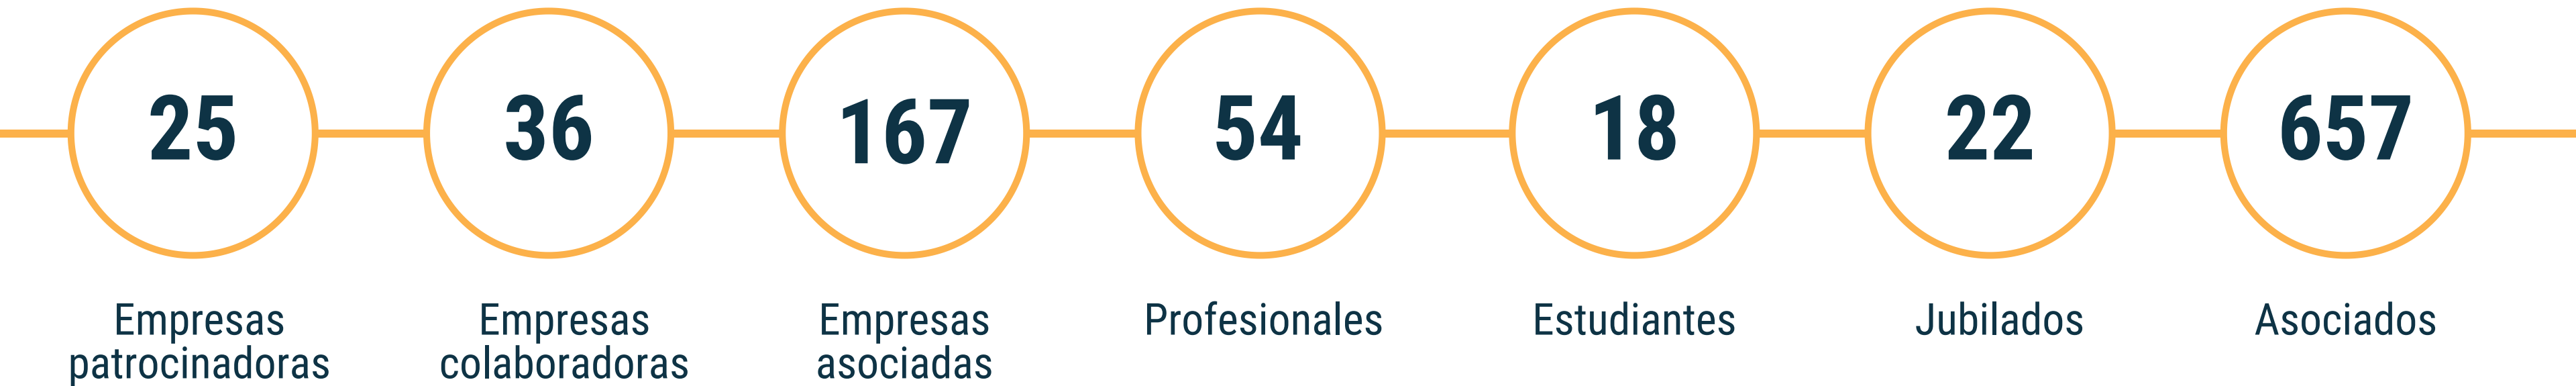 25
Empresas
patrocinadoras
36
Empresas
colaboradoras
167
Empresas
asociadas
54
Profesionales
18
Estudiantes
22
Jubilados
657
Asociados